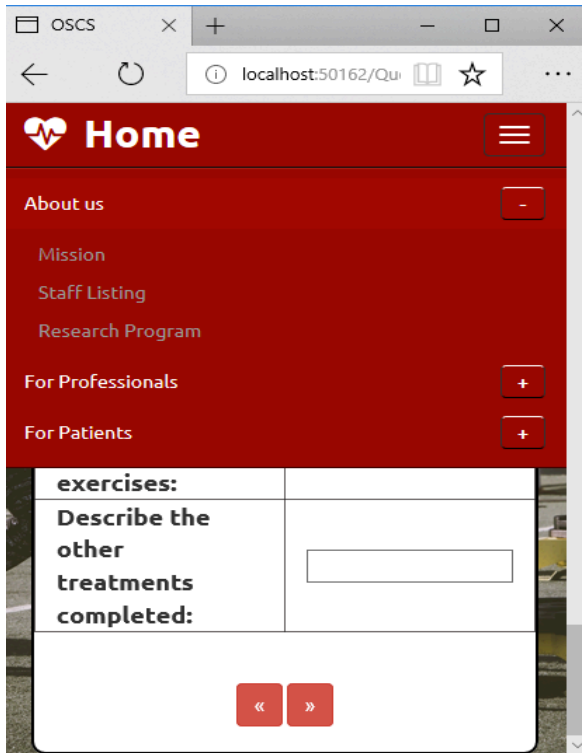 OSCS
localhost:50162/Qu
Home
About us
-
Mission
Staff Listing
Research Program
For Professionals
+
For Patients
+
exercises:
Describe the
other
treatments
completed:
« »